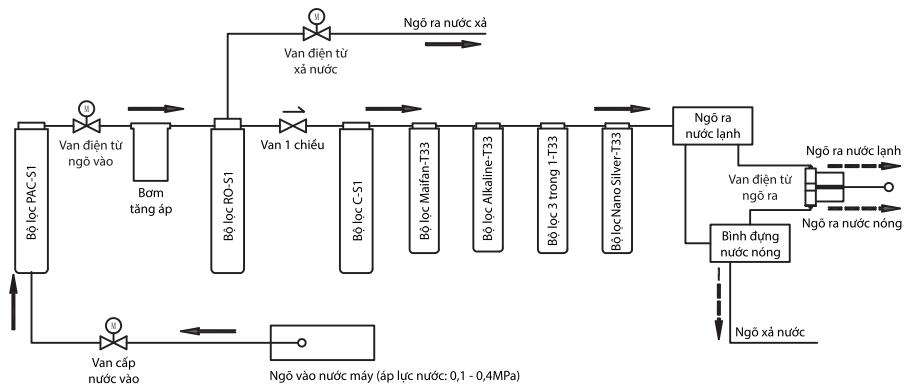 M
Ngõ ra nước xả
Van điện từ
xả nước
M
Van điện từ
ngõ vào
Bơm
tăng áp
Van 1 chiều
Bộ lọc PAC-S1
Bộ lọc RO-S1
Bộ lọc C-S1
Bộ lọc Maifan-T33
Bộ lọc Alkaline-T33
Bộ lọc 3 trong 1-T33
Bộ lọc Nano Silver-T33
Ngõ ra
nước lạnh
Ngõ ra nước lạnh
Van điện từ
ngõ ra
Ngõ ra nước nóng
Bình đựng
nước nóng
Ngõ xả nước
M
Van cấp
nước vào
Ngõ vào nước máy (áp lực nước: 0,1 - 0,4MPa)